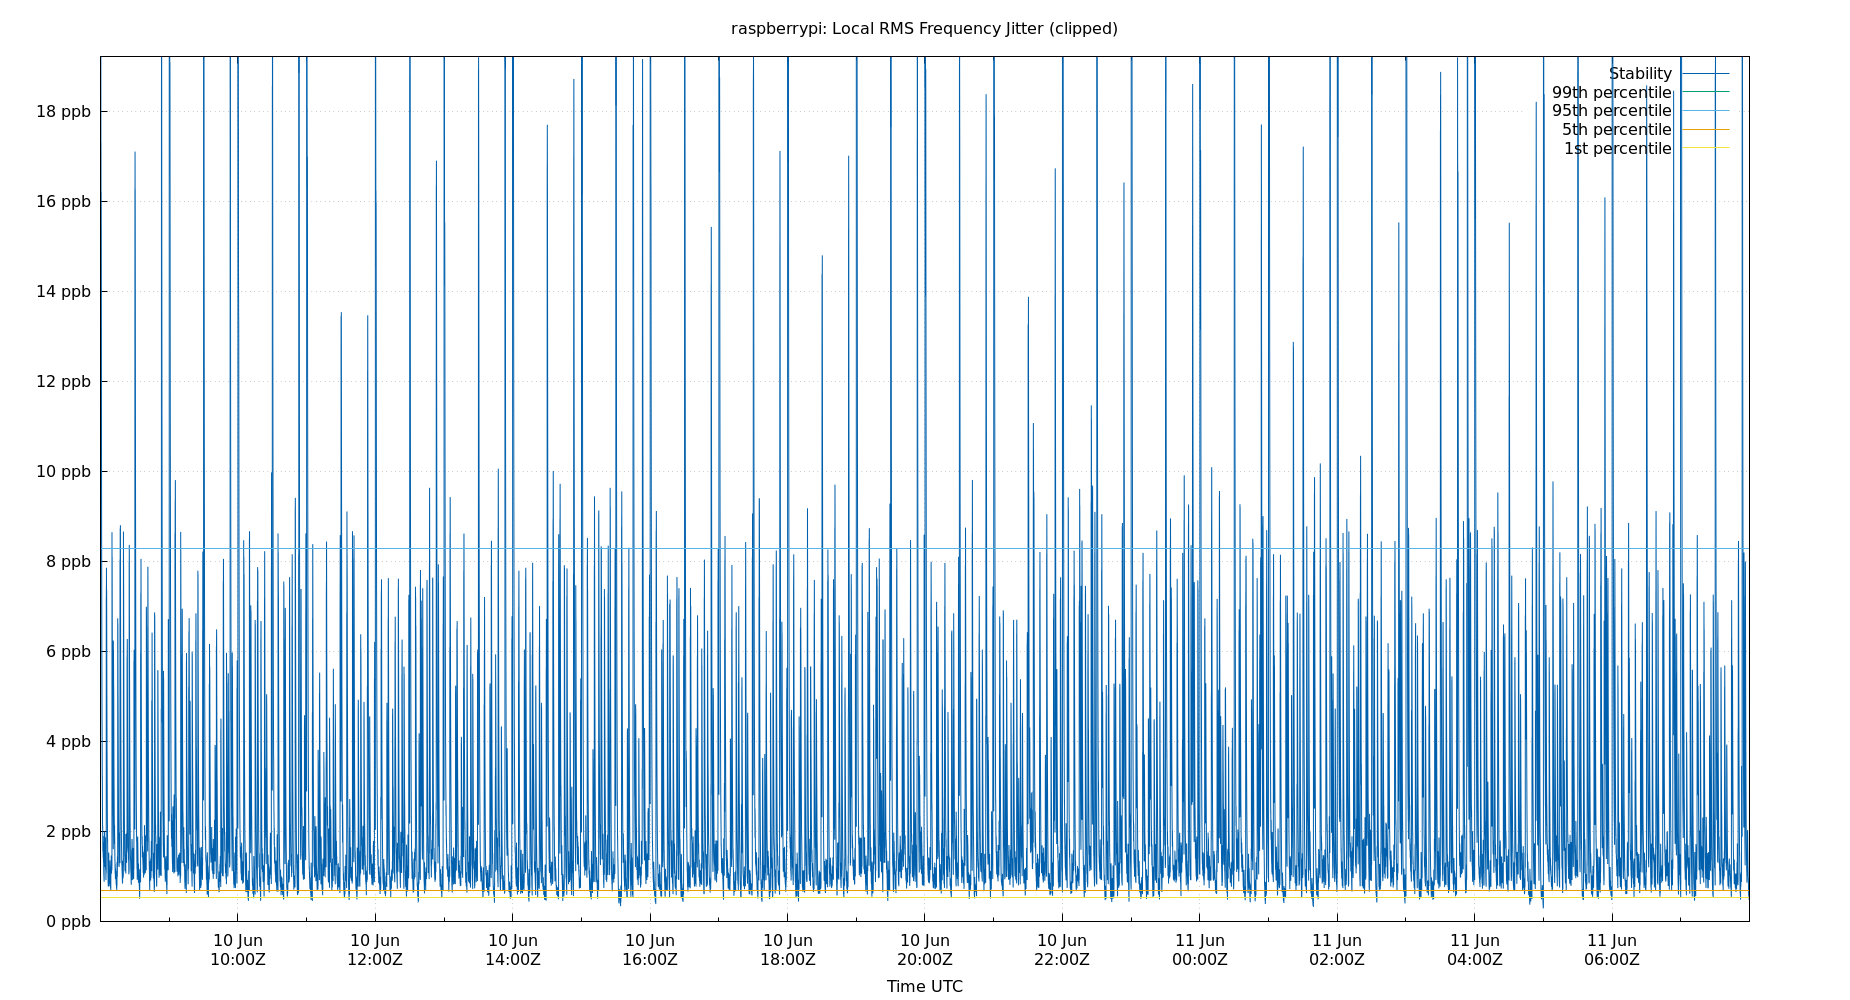 raspberrypi: Local RMS Frequency Jitter (clipped)
Stability
99th percentile
95th percentile
5th percentile
1st percentile
18 ppb
16 ppb
14 ppb
12 ppb
10 ppb
8 ppb
6 ppb
4 ppb
2 ppb
0 ppb
10 Jun 10 Jun 10 Jun 10 Jun 10 Jun 10 Jun 10 Jun 11 Jun 11 Jun 11 Jun 11 Jun
10:00Z 12:00Z 14:00Z 16:00Z 18:00Z 20:00Z 22:00Z 00:00Z 02:00Z 04:00Z 06:00Z
Time UTC